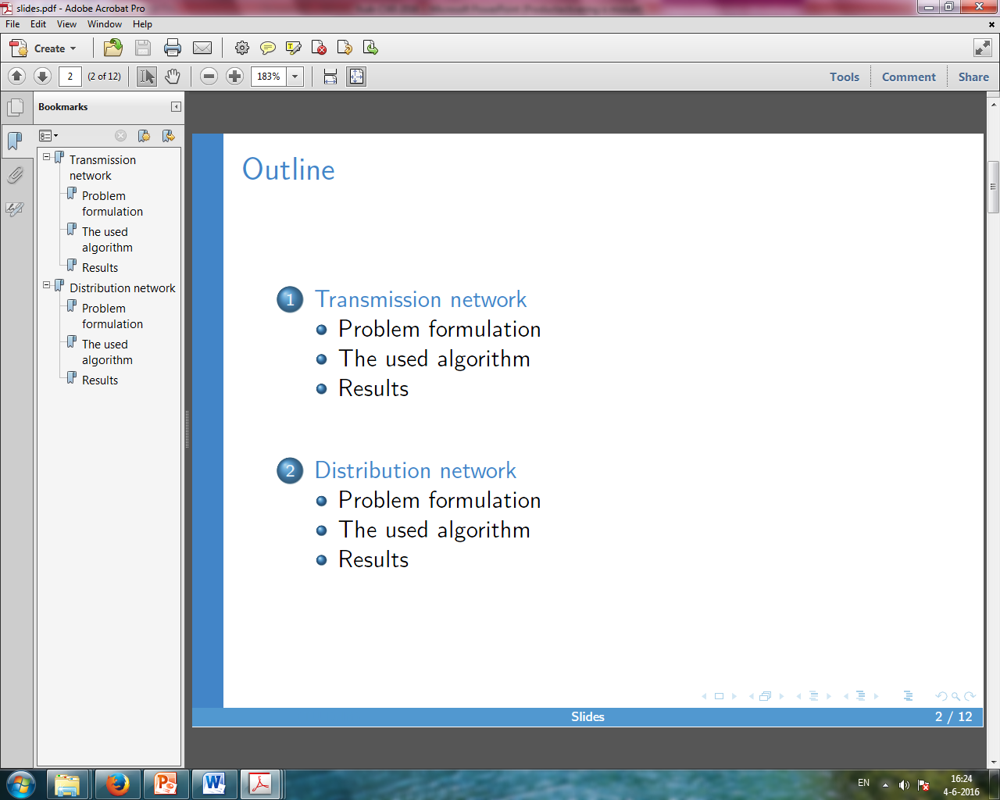 slides.pdf - Adobe Acrobat Pro
File Edit View Window Help
Create
2 (2 of 12) 183% Tools Comment Share
Bookmarks
Transmission
network
Problem
formulation
The used
algorithm
Results
Distribution network
Problem
formulation
The used
algorithm
Results
Outline
1 Transmission network
Problem formulation
The used algorithm
Results
2 Distribution network
Problem formulation
The used algorithm
Results
Slides 2 / 12
EN 16:24
4-6-2016